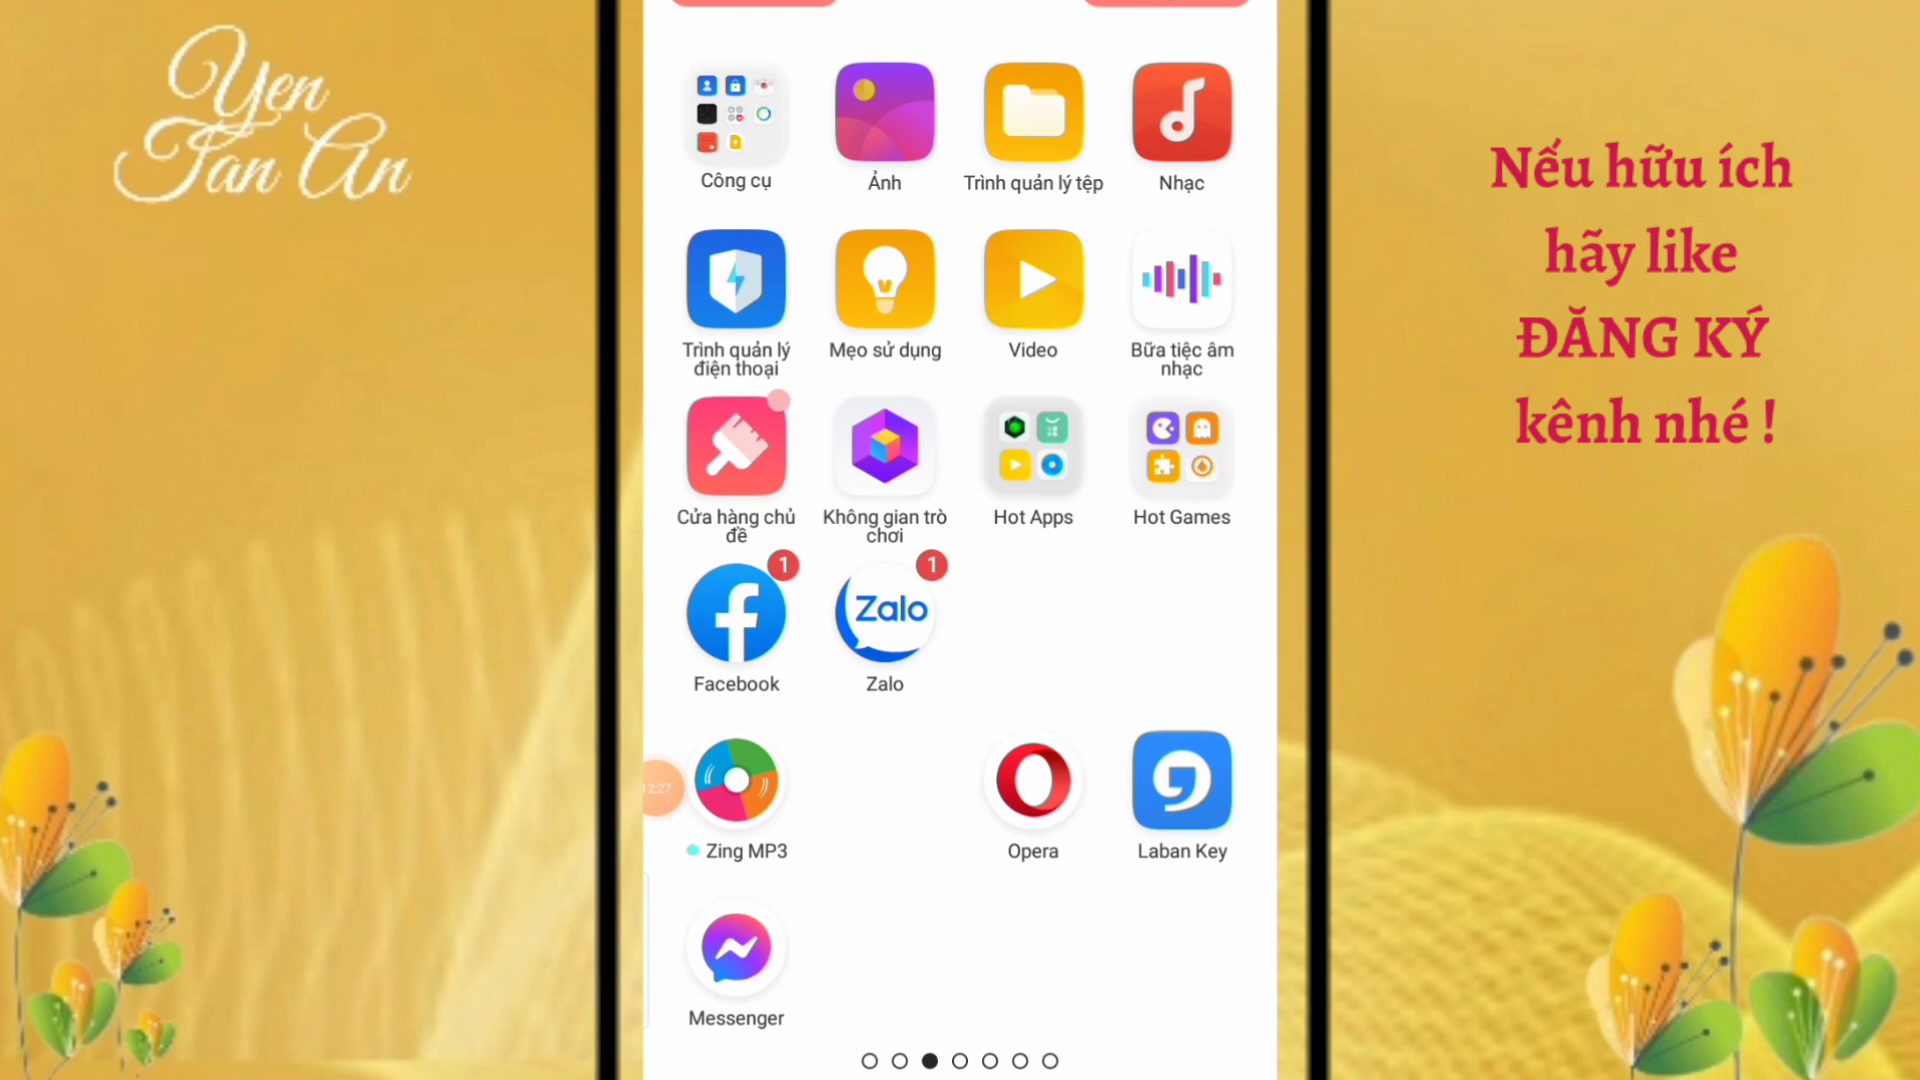 Yen
Tan An
Nếu hữu ích
hãy like
ĐĂNG KÝ
kênh nhé !
Công cụ
Ảnh
Trình quản lý tệp
Nhạc
Trình quản lý
điện thoại
Mẹo sử dụng
Video
Bữa tiệc âm
nhạc
Cửa hàng chủ
đề
Không gian trò
chơi
Hot Apps
Hot Games
1
1
Zalo
Facebook
Zalo
12:27
Zing MP3
Opera
Laban Key
Messenger